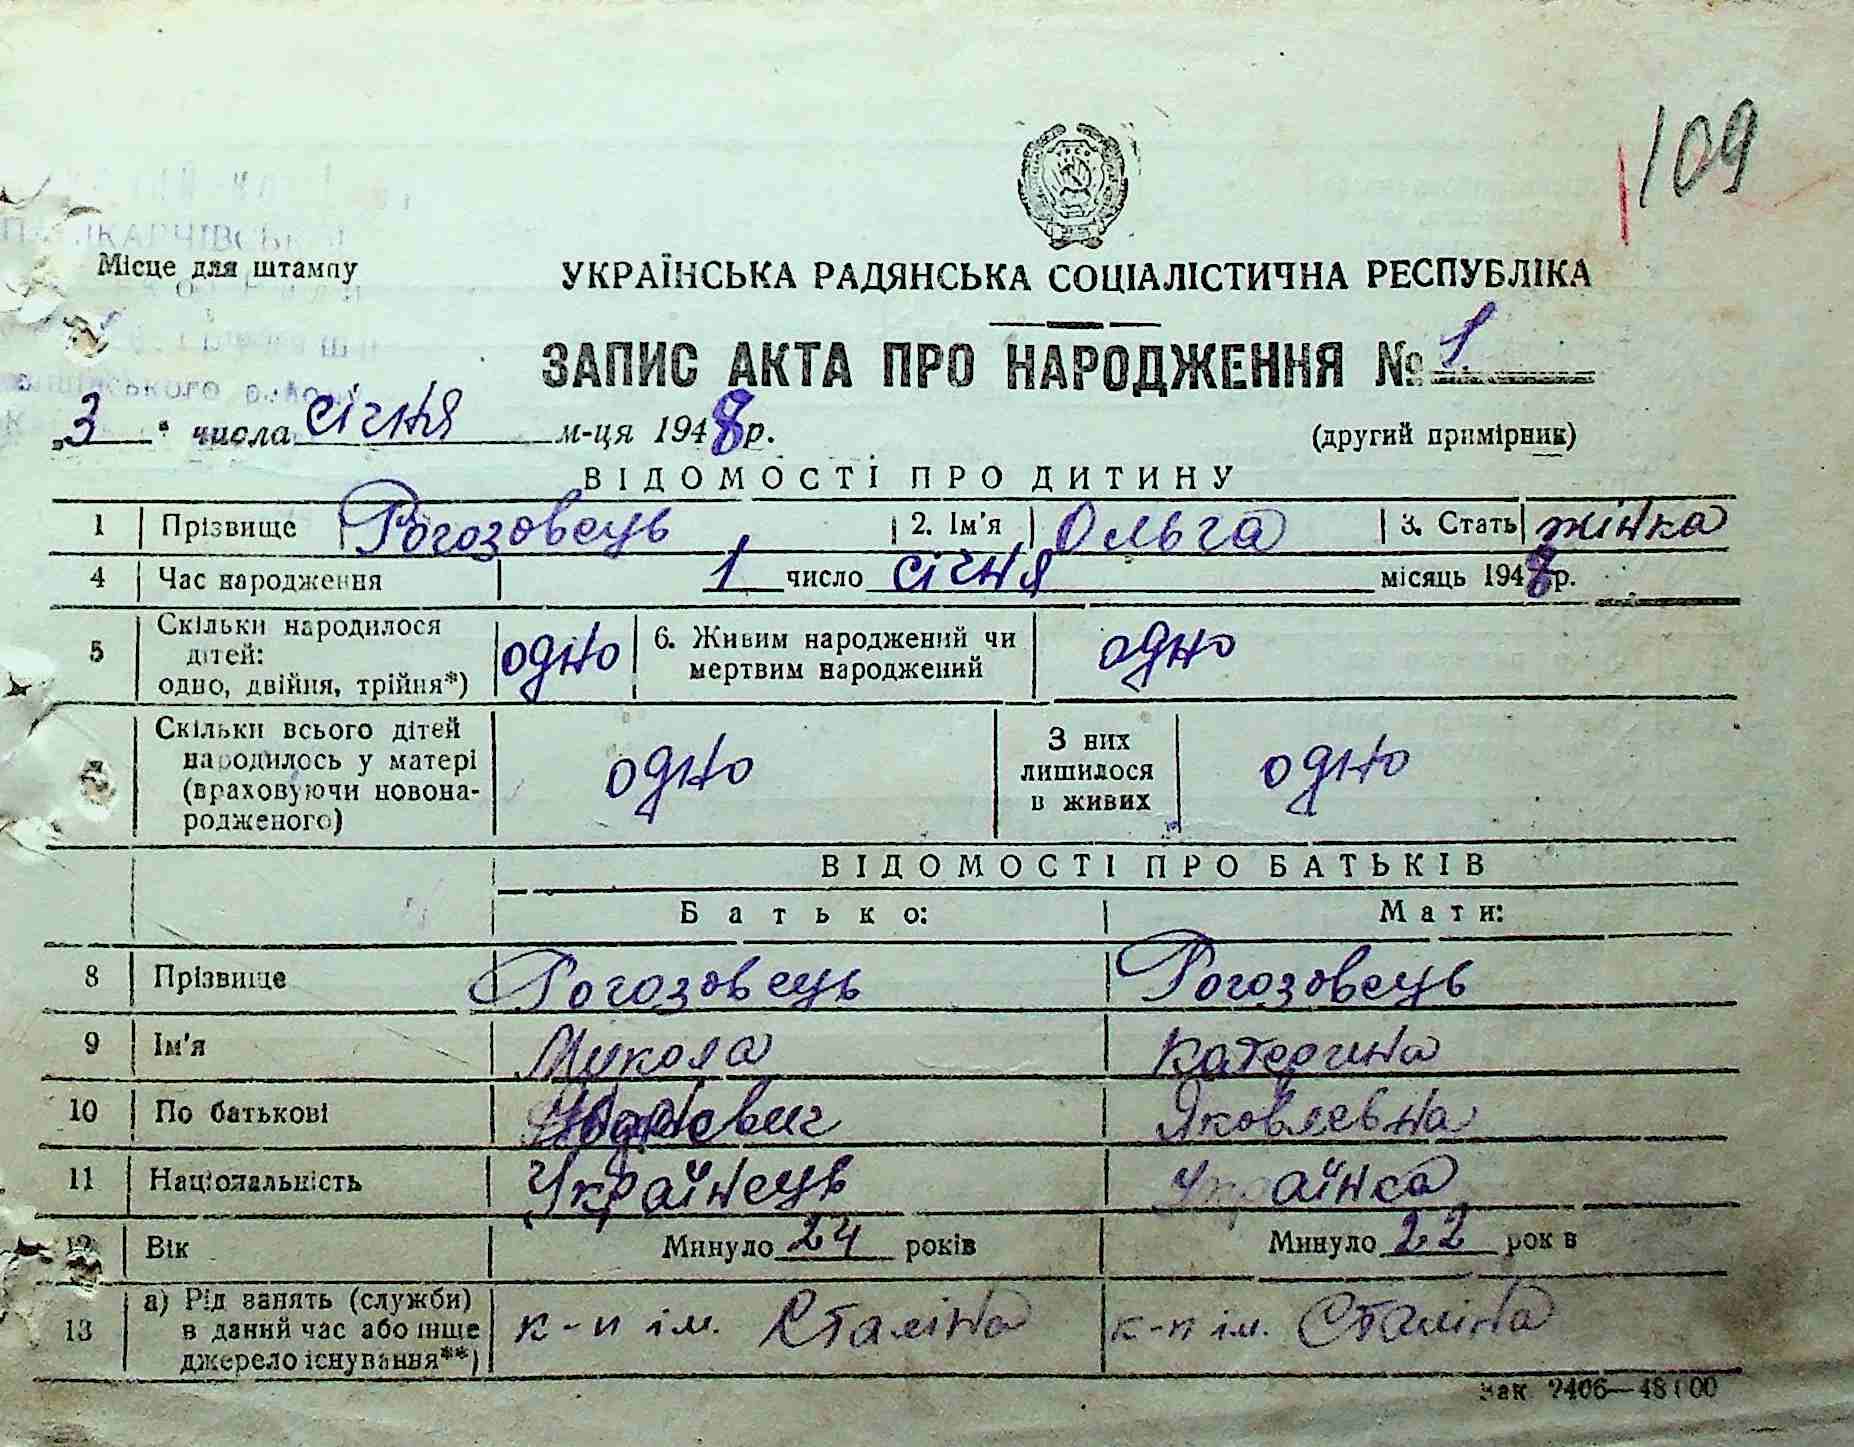 109
Місце для штампу
УКРАЇНСЬКА РАДЯНСЬКА СОЦІАЛІСТИЧНА РЕСПУБЛІКА
ЗАПИС АКТА ПРО НАРОДЖЕННЯ № 1
„3" числа січня м-ця 1948 р.
(другий примірник)
ВІДОМОСТІ ПРО ДИТИНУ
1 Прізвище Рогозовець 2. Ім'я Ольга 3. Стать жінка
4 Час народження 1 число січня місяць 1948 р.
5 Скільки народилося дітей: одно, двійня, трійня*) одно 6. Живим народжений чи мертвим народжений одно
Скільки всього дітей народилось у матері (враховуючи новонародженого) одно З них лишилося в живих одно
ВІДОМОСТІ ПРО БАТЬКІВ
Батько: Мати:
8 Прізвище Рогозовець Рогозовець
9 Ім'я Микола Катерина
10 По батькові Яковлевна
11 Національність Українець Українка
12 Вік Минуло 24 років Минуло 22 років
13 а) Рід занять (служби) в даний час або інше джерело існування**) к-п ім. Сталіна к-п ім. Сталіна
Зак 2406—48000